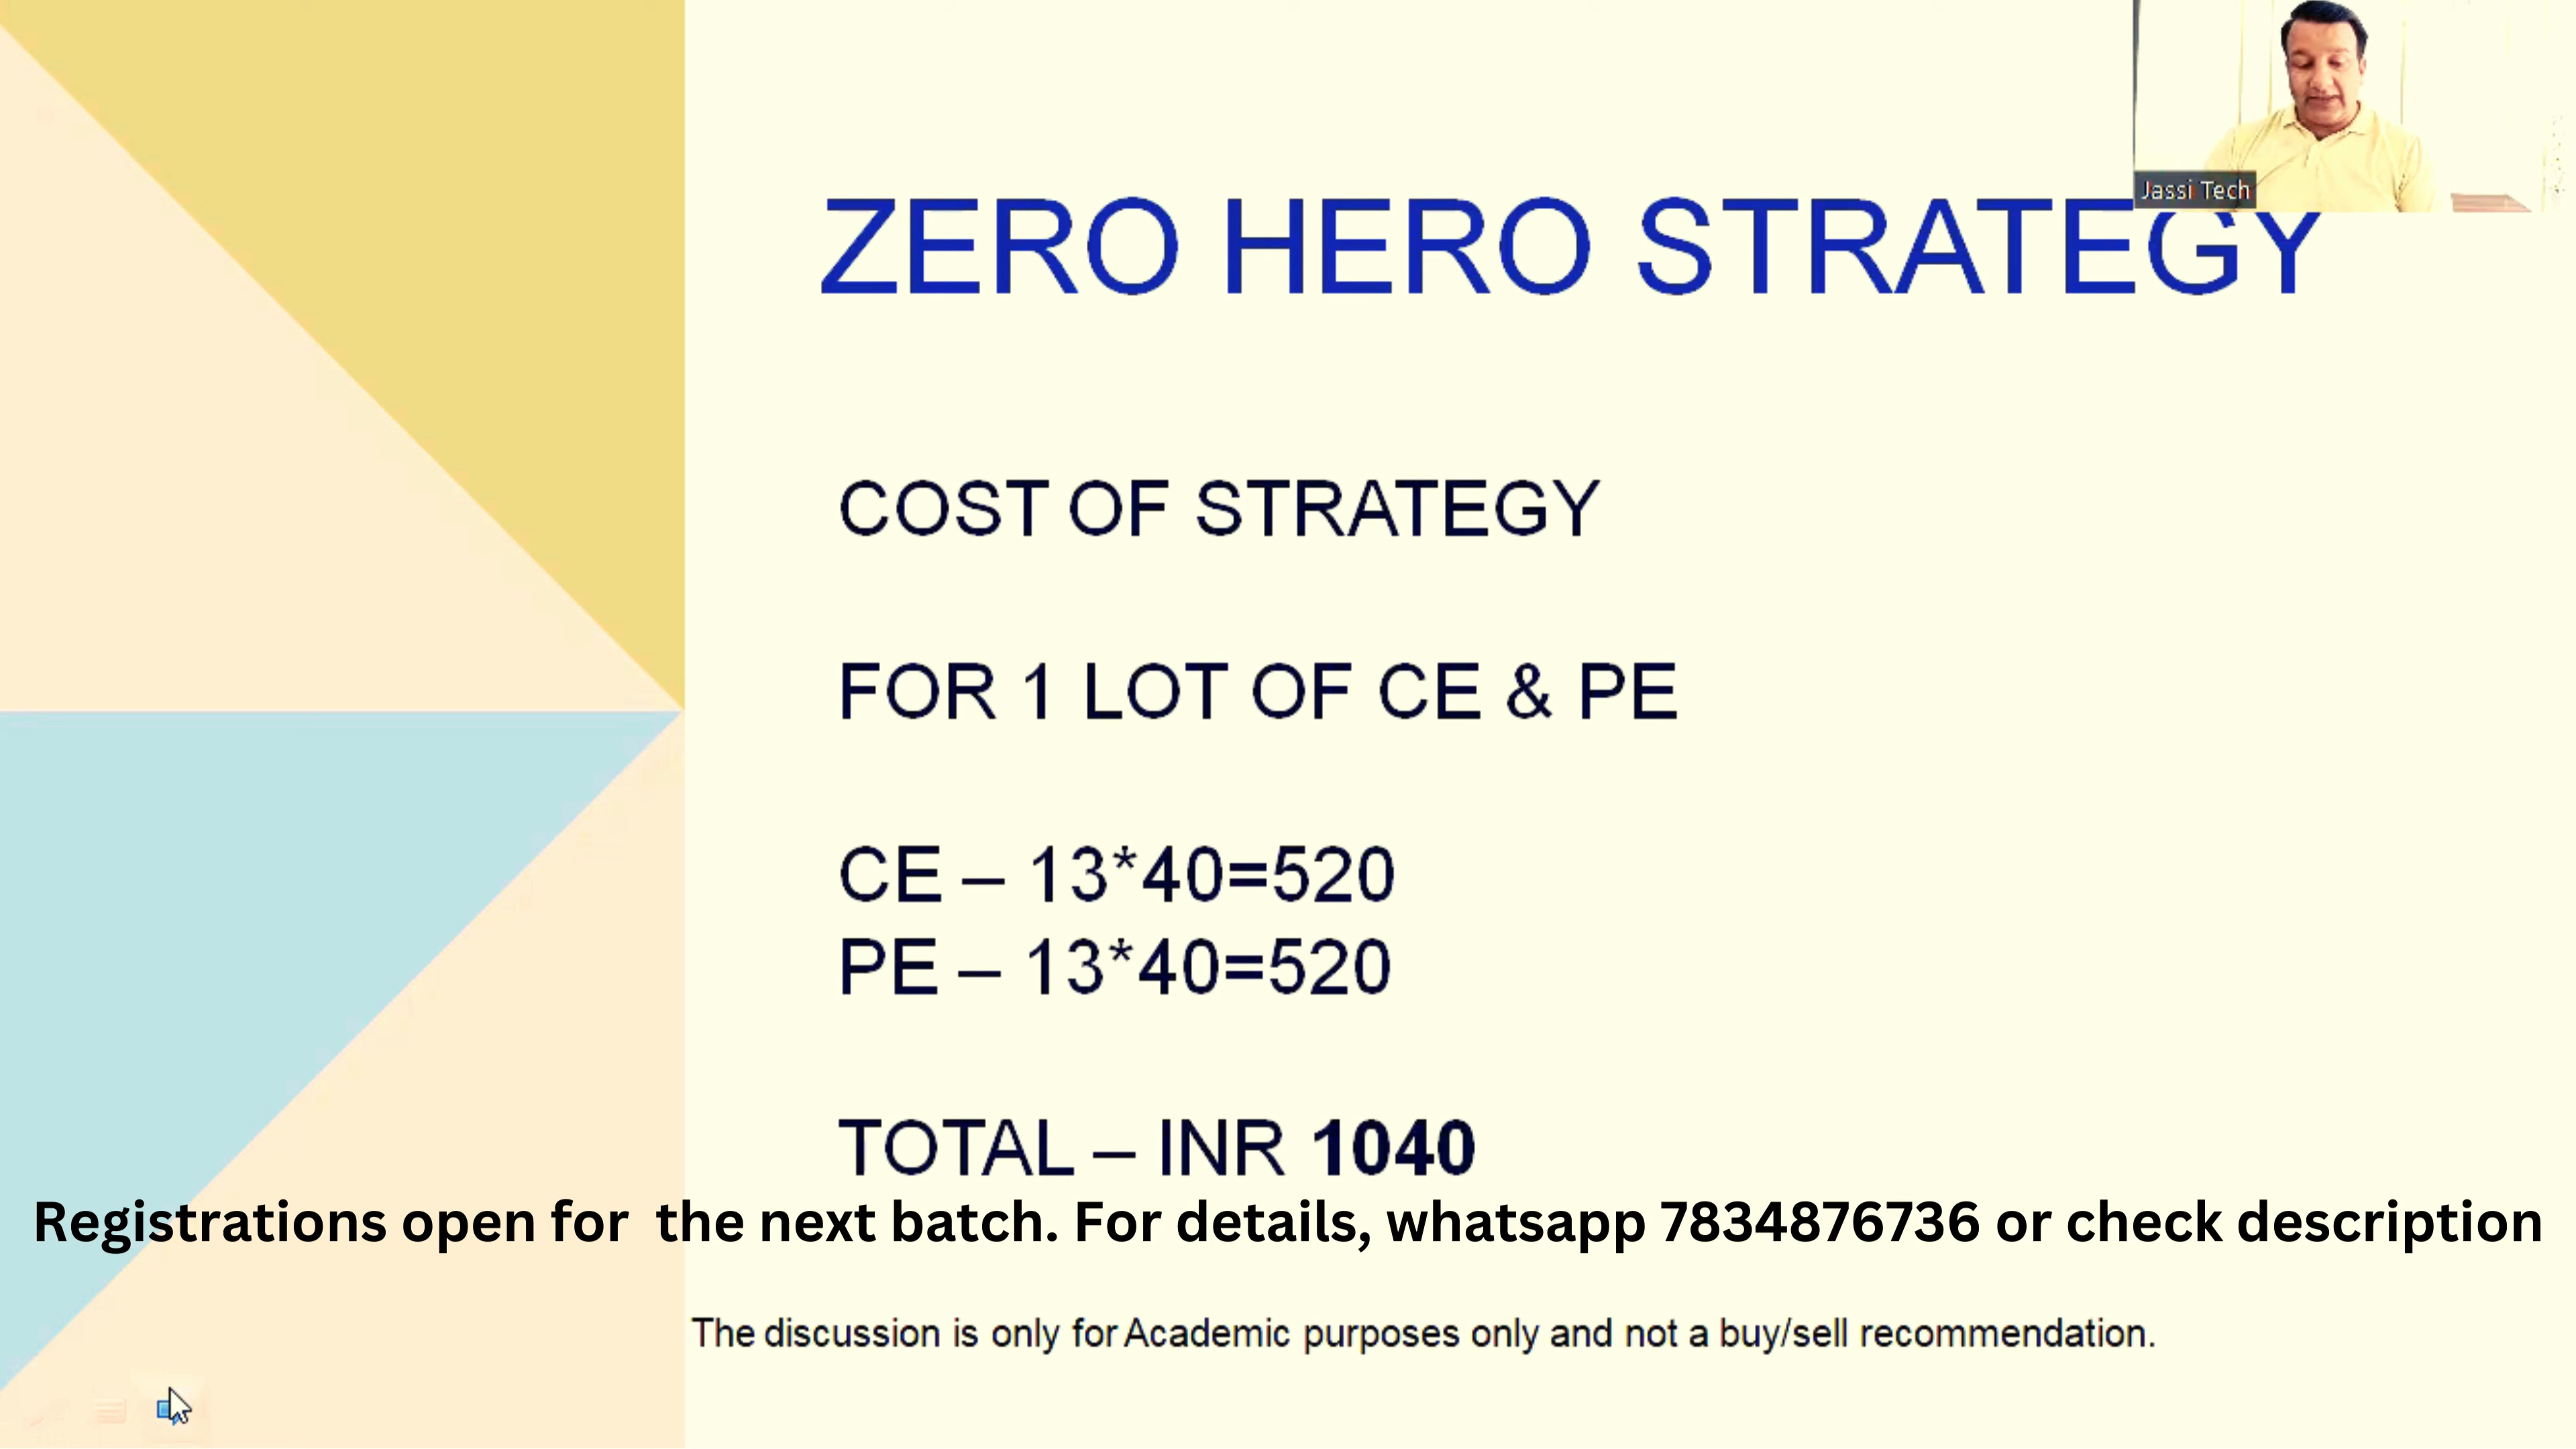 Jassi Tech
ZERO HERO STRATEGY
COST OF STRATEGY
FOR 1 LOT OF CE & PE
CE – 13*40=520
PE – 13*40=520
TOTAL – INR 1040
Registrations open for  the next batch. For details, whatsapp 7834876736 or check description
The discussion is only for Academic purposes only and not a buy/sell recommendation.